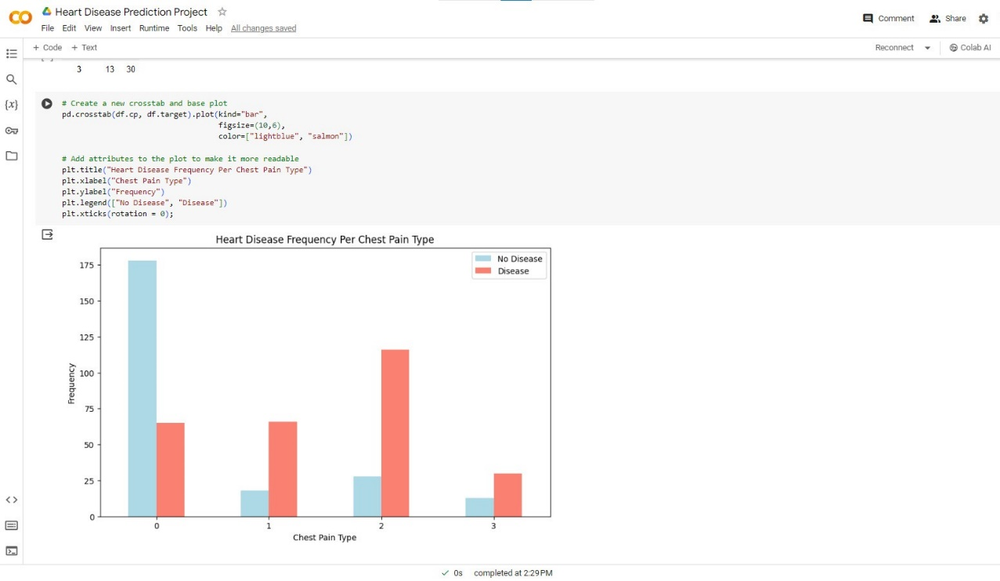 Heart Disease Prediction Project
File Edit View Insert Runtime Tools Help All changes saved
Comment Share
+ Code + Text
Reconnect Colab AI
3 13 30
{x}
# Create a new crosstab and base plot
pd.crosstab(df.cp, df.target).plot(kind="bar",
figsize=(10,6),
color=["lightblue", "salmon"])
# Add attributes to the plot to make it more readable
plt.title("Heart Disease Frequency Per Chest Pain Type")
plt.xlabel("Chest Pain Type")
plt.ylabel("Frequency")
plt.legend(["No Disease", "Disease"])
plt.xticks(rotation = 0);
Heart Disease Frequency Per Chest Pain Type
No Disease
Disease
175
150
125
100
75
50
25
0
Frequency
0 1 2 3
Chest Pain Type
0s completed at 2:29 PM